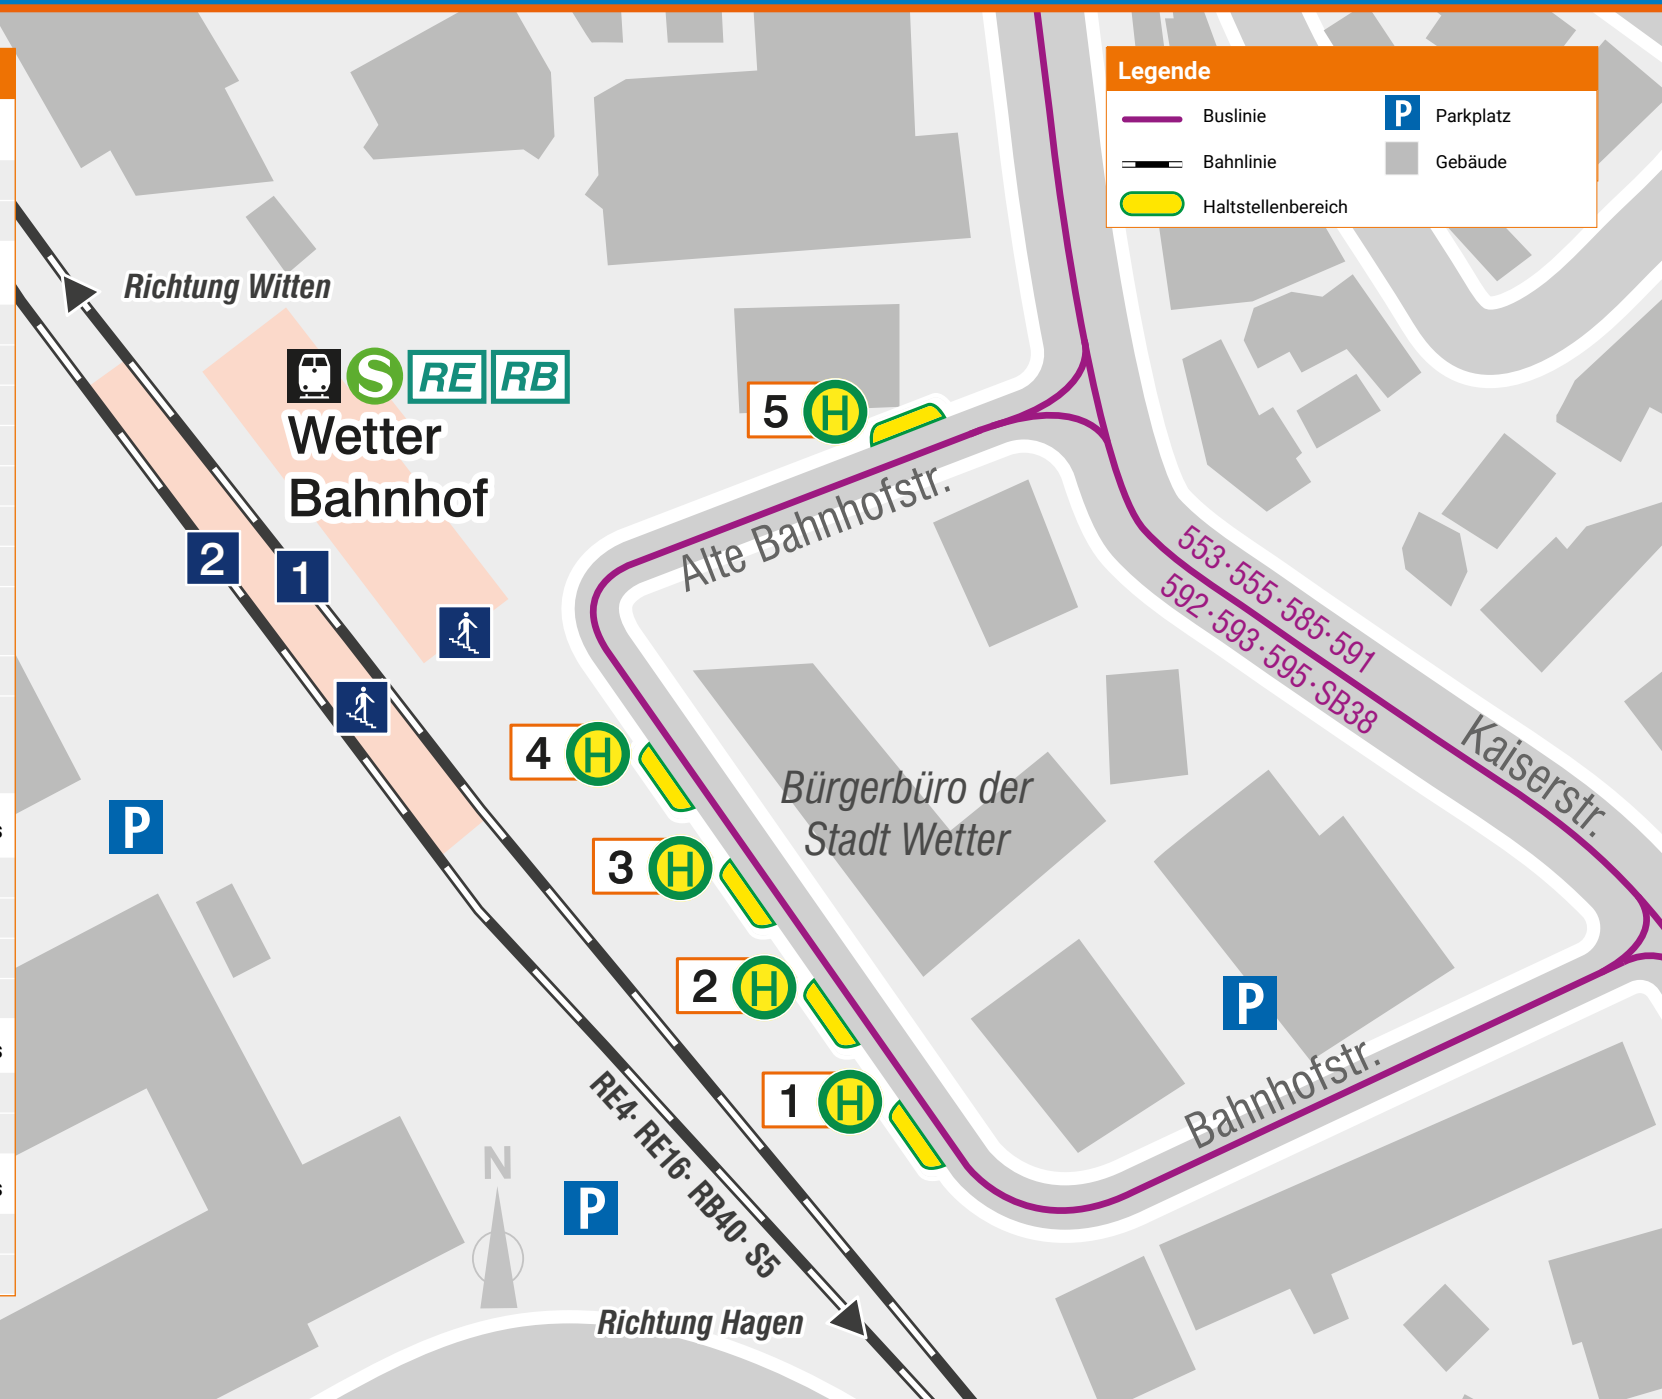 Legende
Buslinie
Bahnlinie
Haltstellenbereich
P Parkplatz
Gebäude
Richtung Witten
S RE RB
Wetter
Bahnhof
2
1
5 H
Alte Bahnhofstr.
553·555·585·591
592·593·595·SB38
Kaiserstr.
4 H
3 H
2 H
1 H
Bürgerbüro der
Stadt Wetter
P
P
Bahnhofstr.
RE4· RE16· RB40· S5
N
P
Richtung Hagen